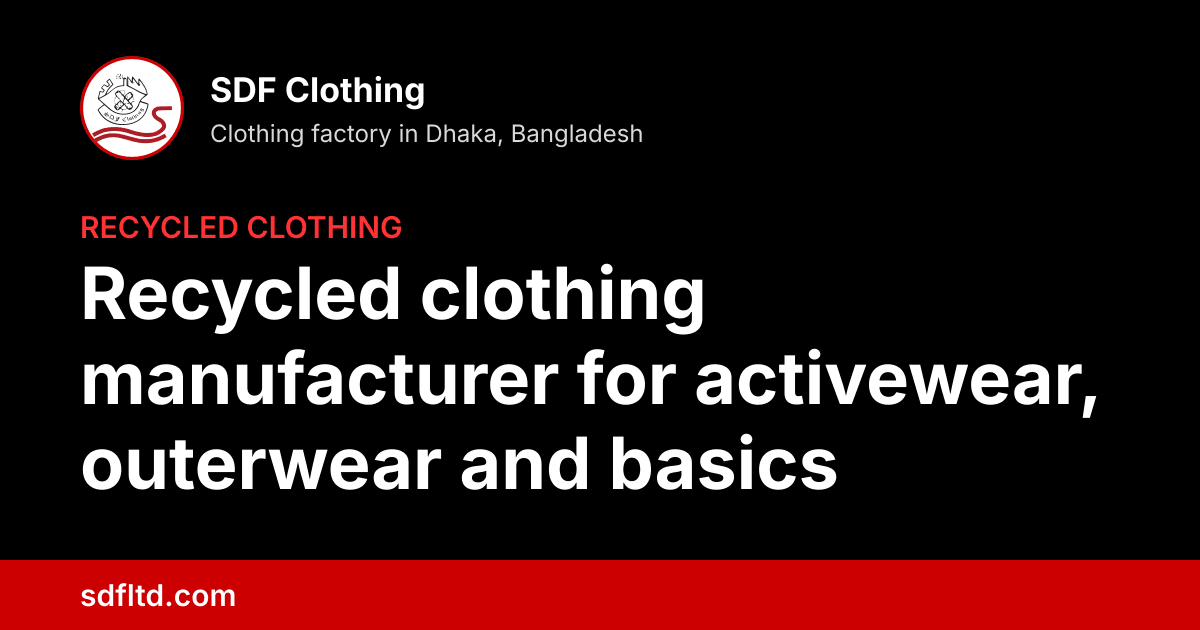 SDF Clothing
Clothing factory in Dhaka, Bangladesh
RECYCLED CLOTHING
Recycled clothing
manufacturer for activewear,
outerwear and basics
sdfltd.com